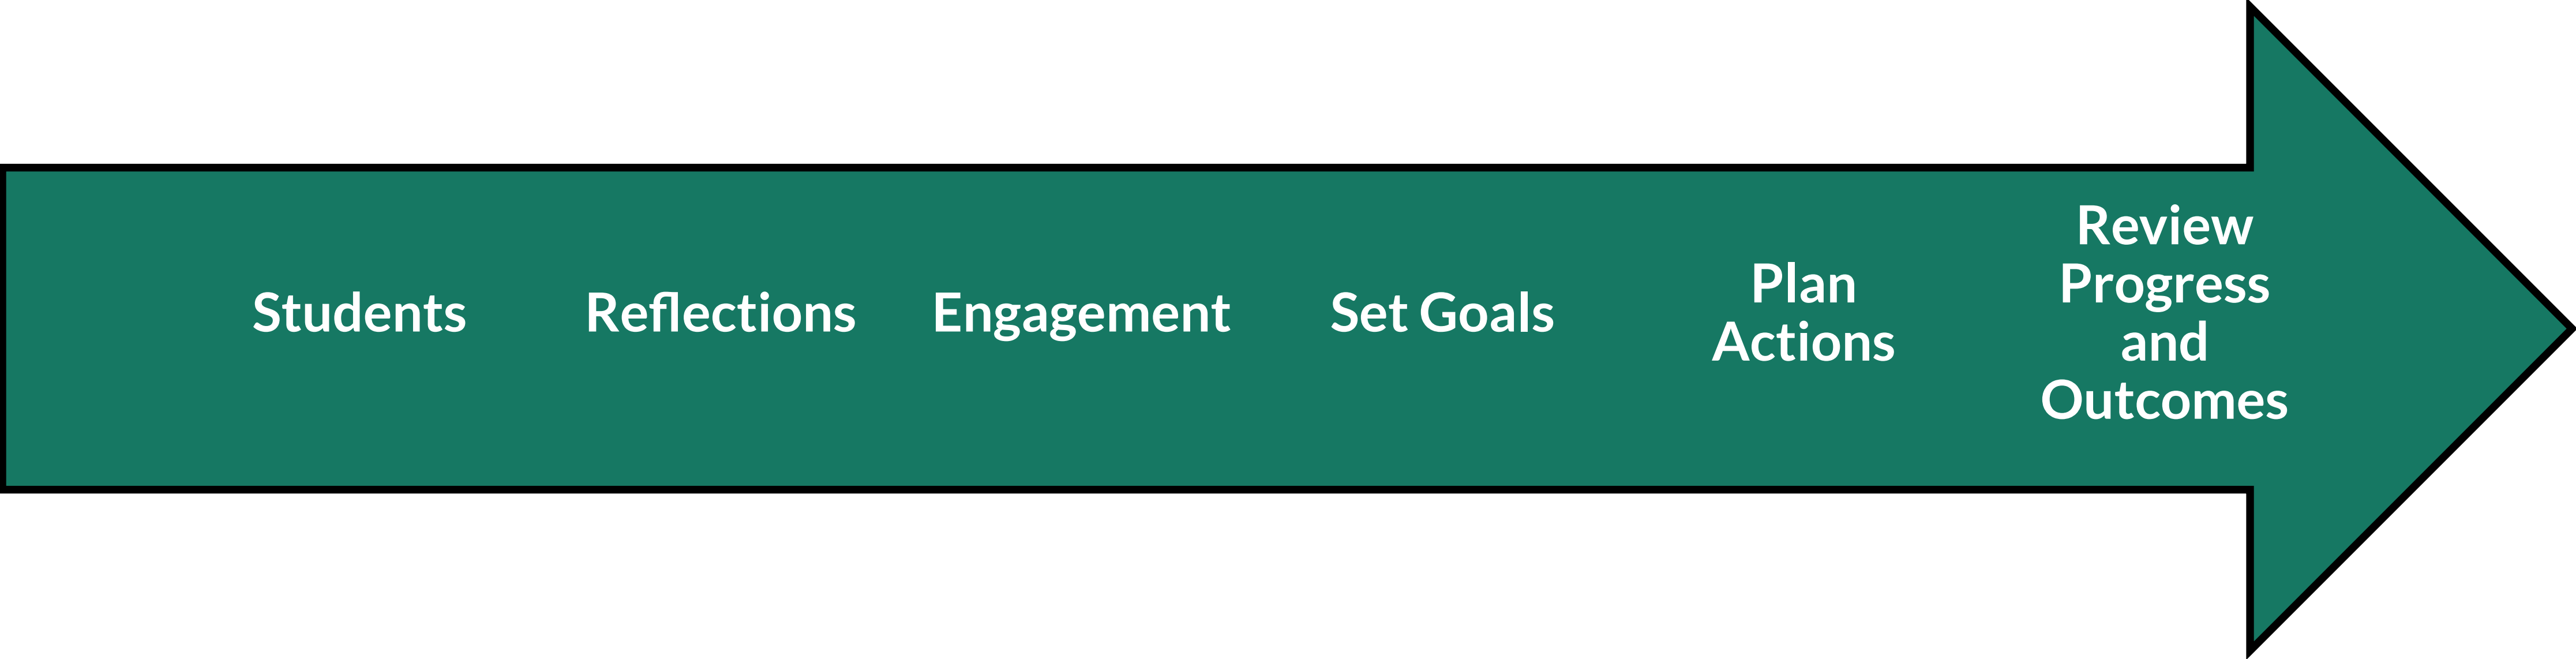 Students
Reflections
Engagement
Set Goals
Plan
Actions
Review
Progress
and
Outcomes